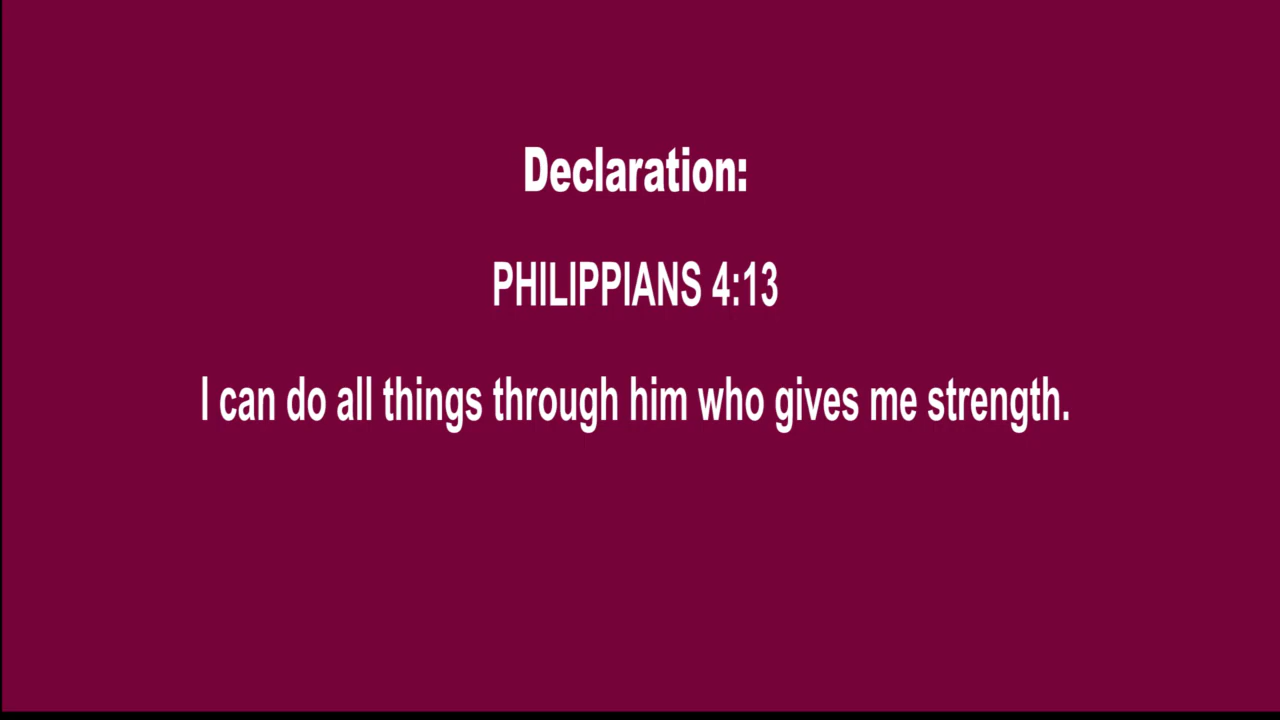 Declaration:
PHILIPPIANS 4:13
I can do all things through him who gives me strength.